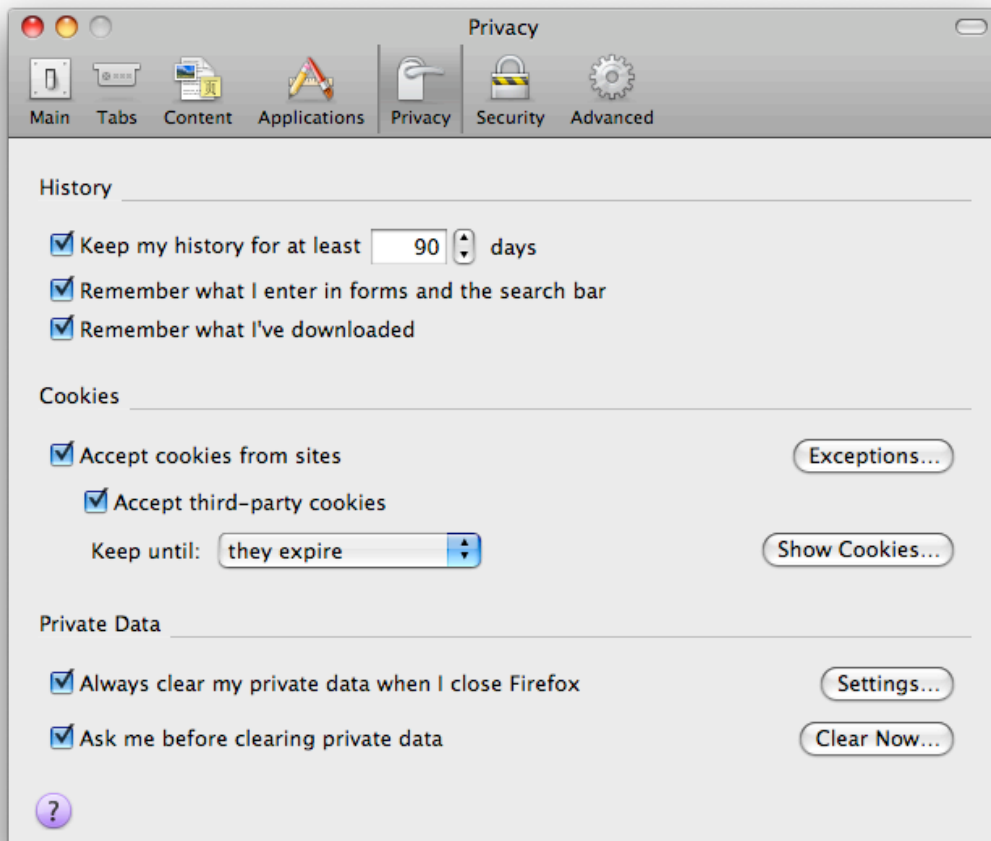 Privacy
Main Tabs Content Applications Privacy Security Advanced
History
Keep my history for at least 90 days
Remember what I enter in forms and the search bar
Remember what I've downloaded
Cookies
Accept cookies from sites Exceptions...
Accept third-party cookies
Keep until: they expire Show Cookies...
Private Data
Always clear my private data when I close Firefox Settings...
Ask me before clearing private data Clear Now...
?